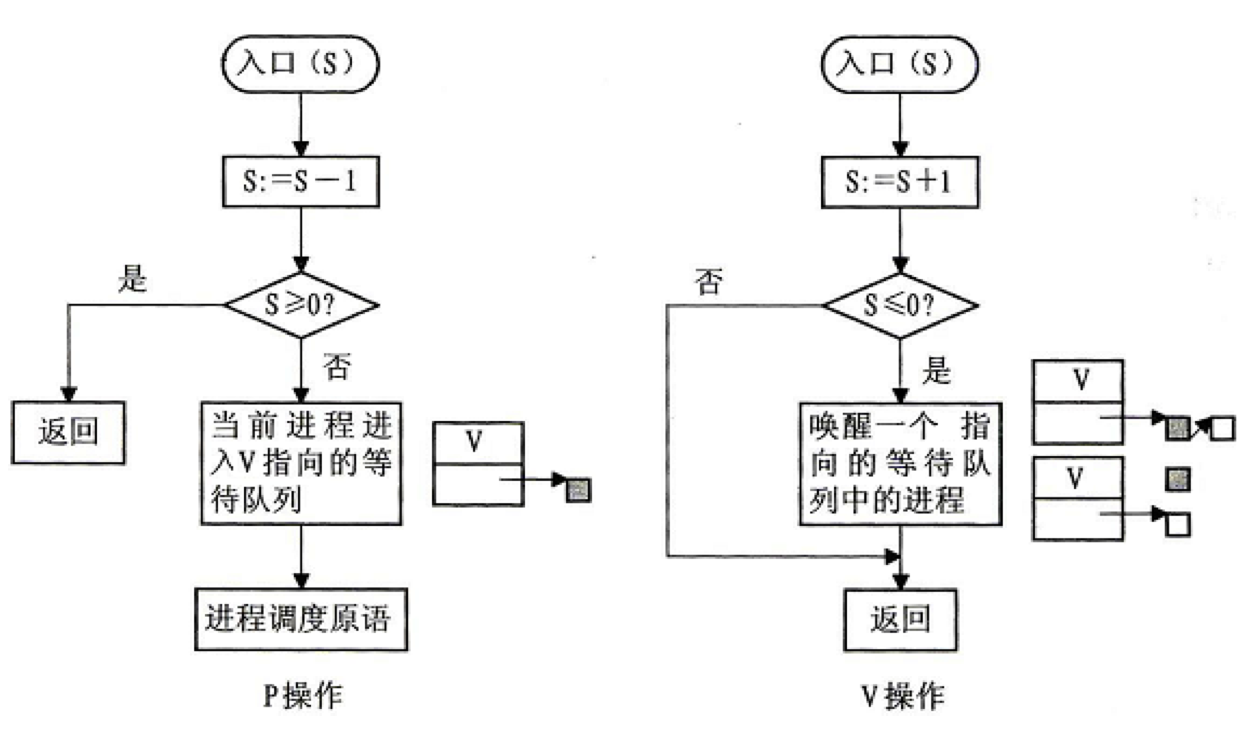 入口（S）
S:=S－1
S≥0?
是
否
返回
当前进程进
入V指向的等
待队列
V
进程调度原语
P操作
入口（S）
S:=S+1
S≤0?
否
是
唤醒一个 指
向的等待队
列中的进程
V
V
返回
V操作